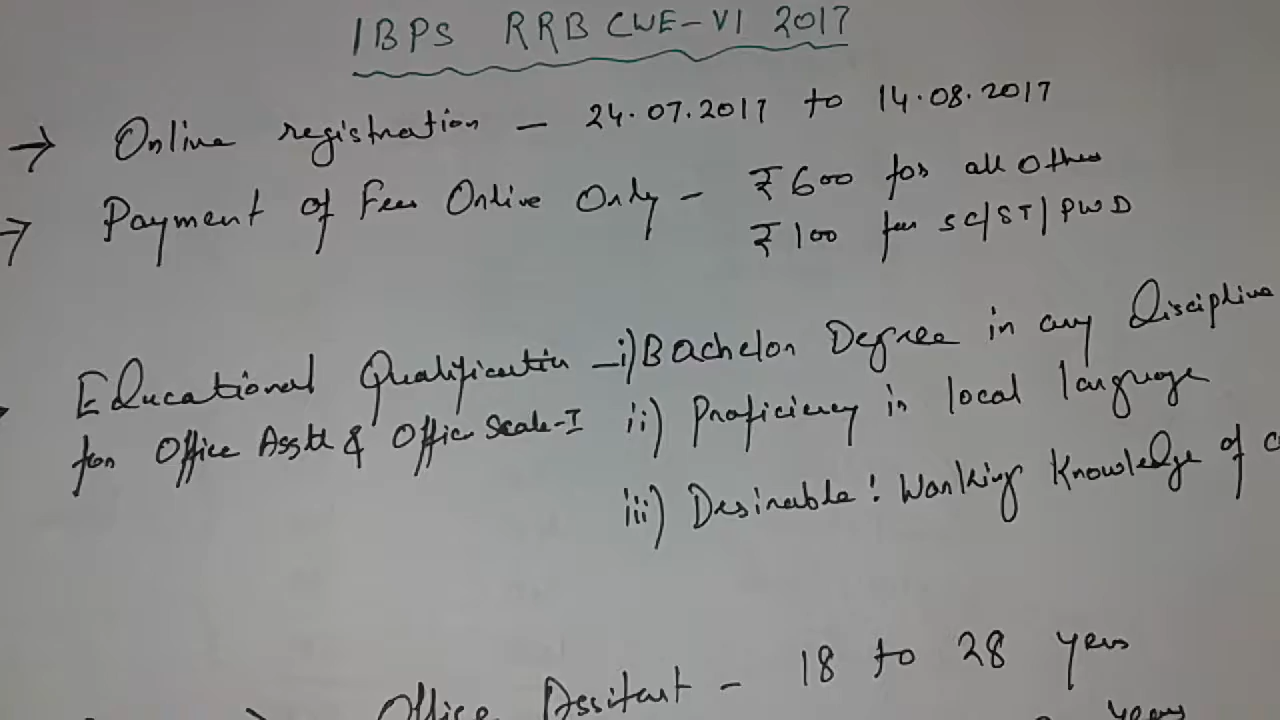 IBPS RRB CWE-VI 2017
→ Online registration - 24.07.2017 to 14.08.2017
→ Payment of Fees Online Only - ₹600 for all others
₹100 for SC/ST/PWD
Educational Qualification - i) Bachelor Degree in any Discipline
for Office Asstt & Office Scale-I ii) Proficiency in local language
iii) Desirable: Working Knowledge of
Office Assitant - 18 to 28 years
years